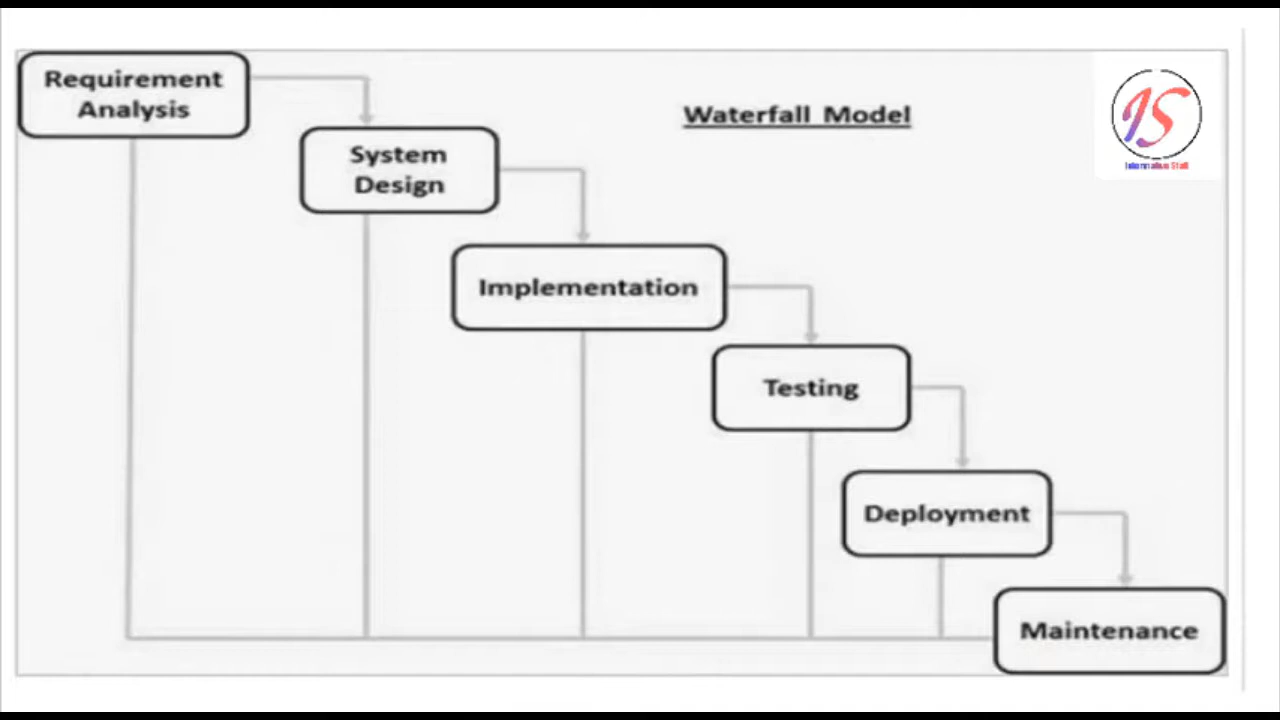 Requirement
Analysis
Waterfall Model
IS
System
Design
Implementation
Testing
Deployment
Maintenance